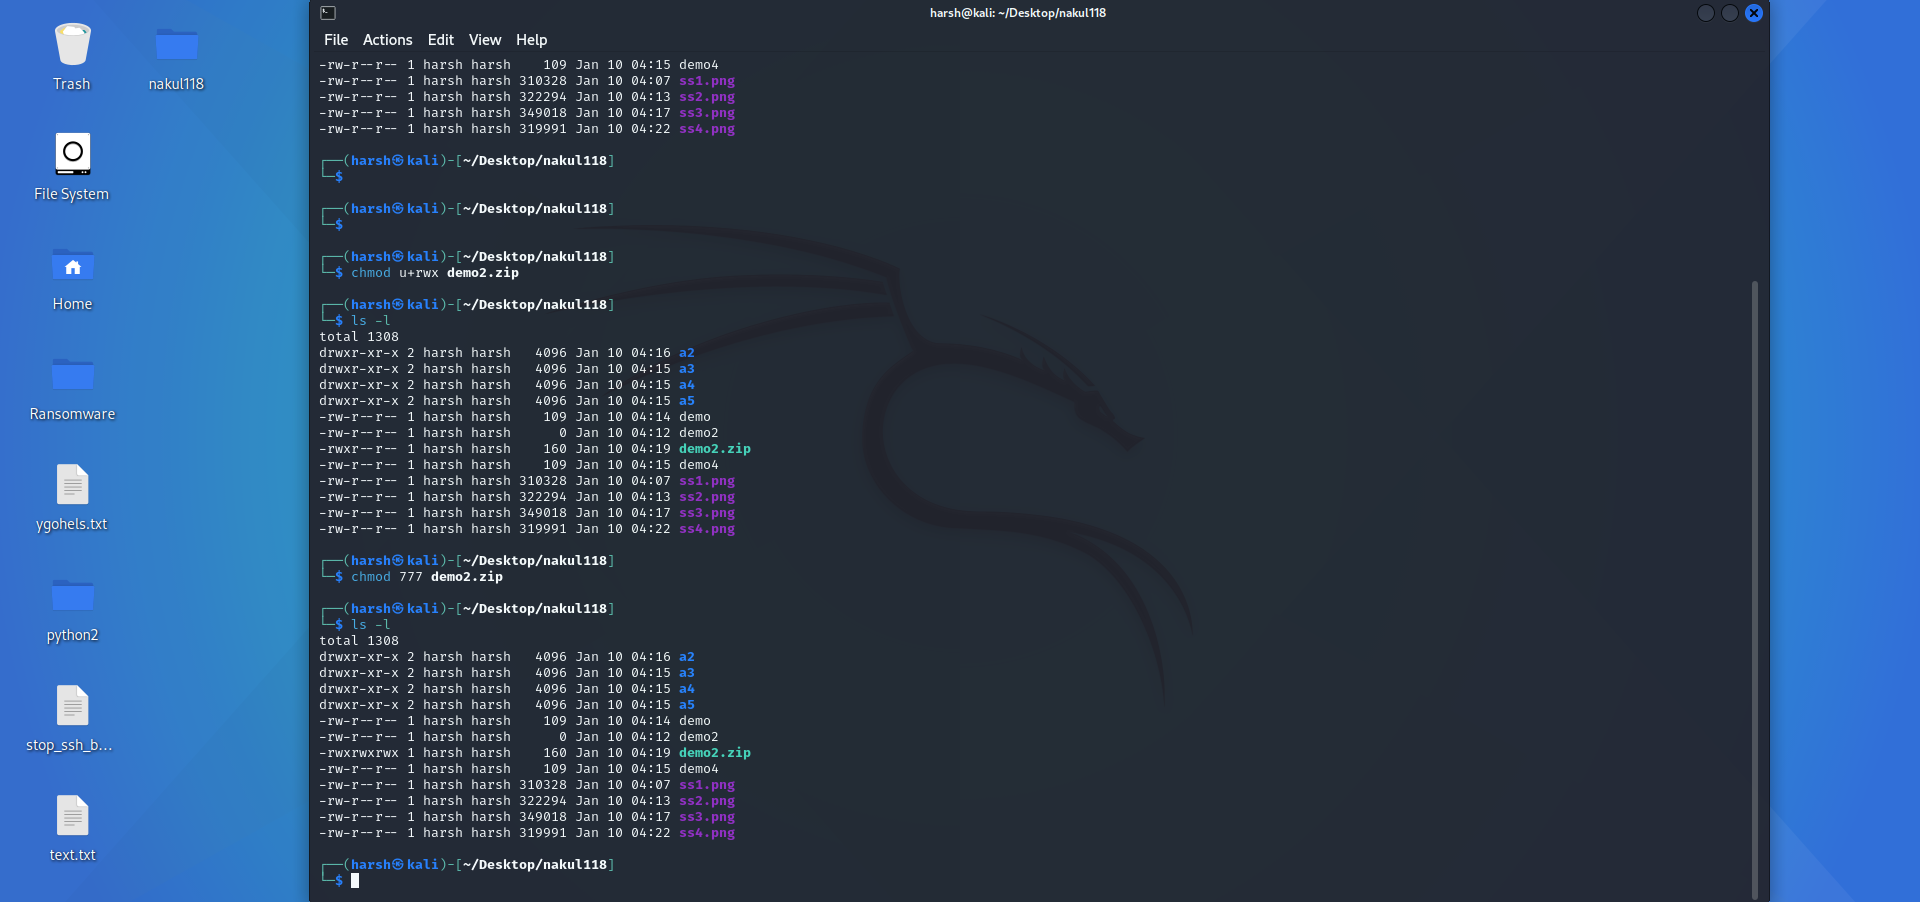 Trash
nakul118
File System
Home
Ransomware
ygohels.txt
python2
stop_ssh_b...
text.txt
harsh@kali: ~/Desktop/nakul118
File Actions Edit View Help
-rw-r--r-- 1 harsh harsh    109 Jan 10 04:15 demo4
-rw-r--r-- 1 harsh harsh 310328 Jan 10 04:07 ss1.png
-rw-r--r-- 1 harsh harsh 322294 Jan 10 04:13 ss2.png
-rw-r--r-- 1 harsh harsh 349018 Jan 10 04:17 ss3.png
-rw-r--r-- 1 harsh harsh 319991 Jan 10 04:22 ss4.png
┌──(harsh㉿kali)-[~/Desktop/nakul118]
└─$
┌──(harsh㉿kali)-[~/Desktop/nakul118]
└─$
┌──(harsh㉿kali)-[~/Desktop/nakul118]
└─$ chmod u+rwx demo2.zip
┌──(harsh㉿kali)-[~/Desktop/nakul118]
└─$ ls -l
total 1308
drwxr-xr-x 2 harsh harsh   4096 Jan 10 04:16 a2
drwxr-xr-x 2 harsh harsh   4096 Jan 10 04:15 a3
drwxr-xr-x 2 harsh harsh   4096 Jan 10 04:15 a4
drwxr-xr-x 2 harsh harsh   4096 Jan 10 04:15 a5
-rw-r--r-- 1 harsh harsh    109 Jan 10 04:14 demo
-rw-r--r-- 1 harsh harsh      0 Jan 10 04:12 demo2
-rwxr--r-- 1 harsh harsh    160 Jan 10 04:19 demo2.zip
-rw-r--r-- 1 harsh harsh    109 Jan 10 04:15 demo4
-rw-r--r-- 1 harsh harsh 310328 Jan 10 04:07 ss1.png
-rw-r--r-- 1 harsh harsh 322294 Jan 10 04:13 ss2.png
-rw-r--r-- 1 harsh harsh 349018 Jan 10 04:17 ss3.png
-rw-r--r-- 1 harsh harsh 319991 Jan 10 04:22 ss4.png
┌──(harsh㉿kali)-[~/Desktop/nakul118]
└─$ chmod 777 demo2.zip
┌──(harsh㉿kali)-[~/Desktop/nakul118]
└─$ ls -l
total 1308
drwxr-xr-x 2 harsh harsh   4096 Jan 10 04:16 a2
drwxr-xr-x 2 harsh harsh   4096 Jan 10 04:15 a3
drwxr-xr-x 2 harsh harsh   4096 Jan 10 04:15 a4
drwxr-xr-x 2 harsh harsh   4096 Jan 10 04:15 a5
-rw-r--r-- 1 harsh harsh    109 Jan 10 04:14 demo
-rw-r--r-- 1 harsh harsh      0 Jan 10 04:12 demo2
-rwxrwxrwx 1 harsh harsh    160 Jan 10 04:19 demo2.zip
-rw-r--r-- 1 harsh harsh    109 Jan 10 04:15 demo4
-rw-r--r-- 1 harsh harsh 310328 Jan 10 04:07 ss1.png
-rw-r--r-- 1 harsh harsh 322294 Jan 10 04:13 ss2.png
-rw-r--r-- 1 harsh harsh 349018 Jan 10 04:17 ss3.png
-rw-r--r-- 1 harsh harsh 319991 Jan 10 04:22 ss4.png
┌──(harsh㉿kali)-[~/Desktop/nakul118]
└─$